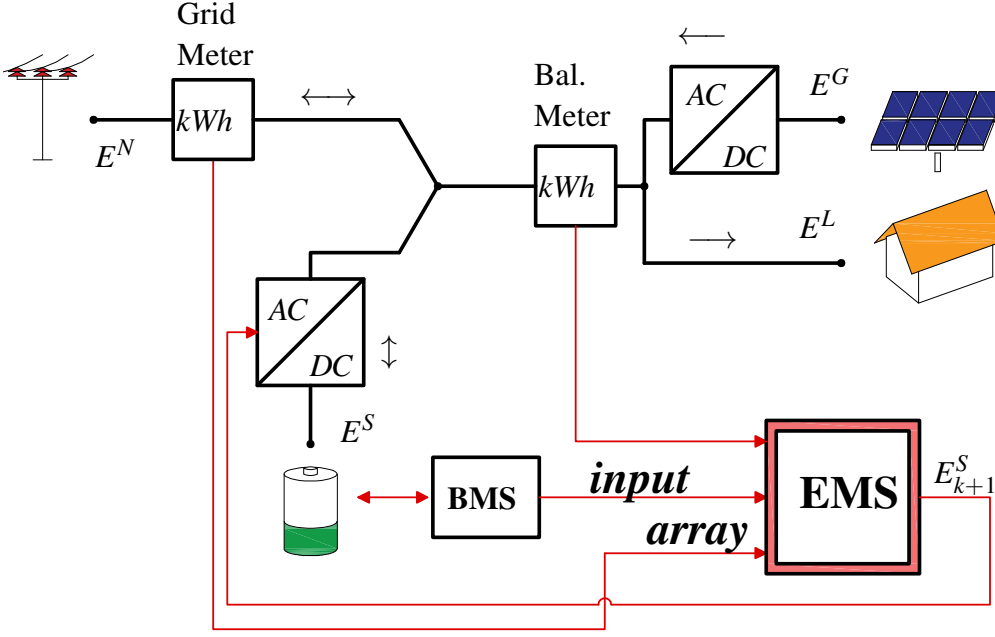 Grid
Meter
Bal.
Meter
kWh
E^N
kWh
AC
DC
E^G
E^L
AC
DC
E^S
BMS
input
array
EMS
E^S_{k+1}